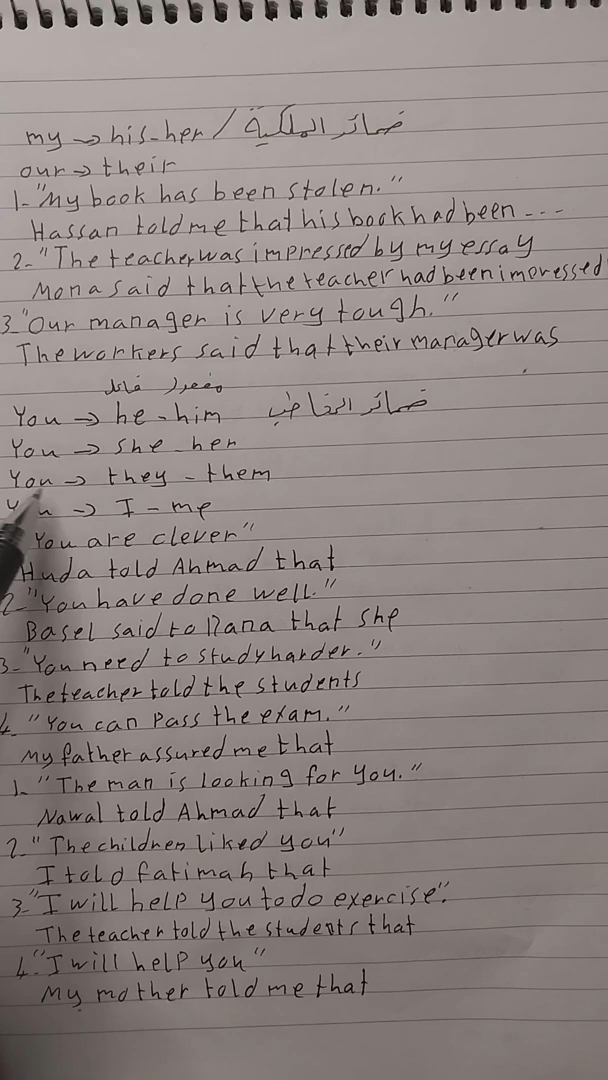 my → his - her / ضمائر الملكية
our → their
1- "My book has been stolen."
Hassan told me that his book had been ---
2- "The teacher was impressed by my essay
Mona said that the teacher had been imoressed
3- "Our manager is very tough."
The workers said that their manager was
فاعل
You → he - him ضمائر المخاطب
You → she - her
You → they - them
→ I - me
You are clever"
Huda told Ahmad that
2- "You have done well."
Basel said to Rana that she
3- "You need to study harder."
The teacher told the students
4- "You can pass the exam."
My father assured me that
1- "The man is looking for you."
Nawal told Ahmad that
2- "The children liked you"
I told fatimah that
3- "I will help you to do exercise".
The teacher told the students that
4- "I will help you"
My mother told me that